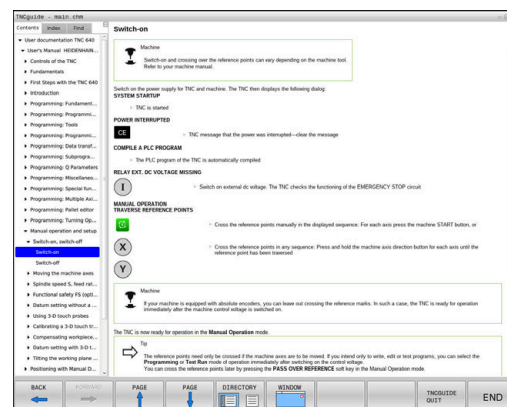 TNCguide - main.chm
Contents Index Find
User documentation TNC 640
User's Manual HEIDENHAIN...
Controls of the TNC
Fundamentals
First Steps with the TNC 640
Introduction
Programming: Fundament...
Programming: Programmi...
Programming: Tools
Programming: Programmi...
Programming: Data transf...
Programming: Subprogra...
Programming: Q Parameters
Programming: Miscellaneo...
Programming: Special fun...
Programming: Multiple Axi...
Programming: Pallet editor
Programming: Turning Op...
Manual operation and setup
Switch-on, switch-off
Switch-on
Switch-off
Moving the machine axes
Spindle speed S, feed rat...
Functional safety FS (opti...
Datum setting without a ...
Using 3-D touch probes
Calibrating a 3-D touch tr...
Compensating workpiece...
Datum setting with 3-D t...
Tilting the working plane ...
Positioning with Manual D...
Switch-on
Machine
Switch-on and crossing over the reference points can vary depending on the machine tool.
Refer to your machine manual.
Switch on the power supply for TNC and machine. The TNC then displays the following dialog:
SYSTEM STARTUP
TNC is started
POWER INTERRUPTED
CE
TNC message that the power was interrupted—clear the message
COMPILE A PLC PROGRAM
The PLC program of the TNC is automatically compiled
RELAY EXT. DC VOLTAGE MISSING
I
Switch on external dc voltage. The TNC checks the functioning of the EMERGENCY STOP circuit
MANUAL OPERATION
TRAVERSE REFERENCE POINTS
Cross the reference points manually in the displayed sequence: For each axis press the machine START button, or
X
Cross the reference points in any sequence: Press and hold the machine axis direction button for each axis until the
reference point has been traversed
Y
Machine
If your machine is equipped with absolute encoders, you can leave out crossing the reference marks. In such a case, the TNC is ready for operation
immediately after the machine control voltage is switched on.
The TNC is now ready for operation in the Manual Operation mode.
Tip
The reference points need only be crossed if the machine axes are to be moved. If you intend only to write, edit or test programs, you can select the
Programming or Test Run mode of operation immediately after switching on the control voltage.
You can cross the reference points later by pressing the PASS OVER REFERENCE soft key in the Manual Operation mode.
BACK FORWARD PAGE PAGE DIRECTORY WINDOW TNCGUIDE QUIT END